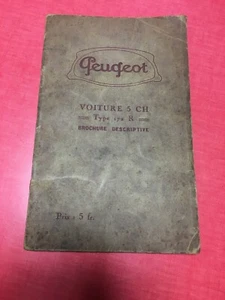 Peugeot
VOITURE 5 CH
Type 172 R
BROCHURE DESCRIPTIVE
Prix : 5 fr.